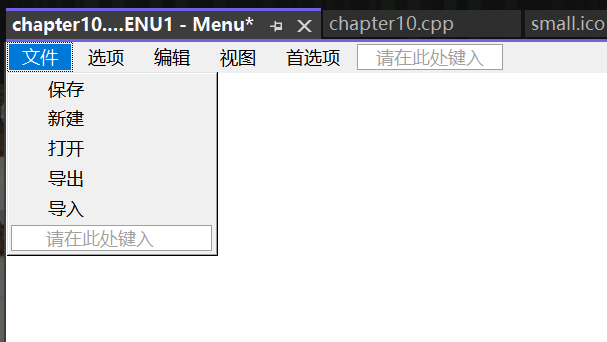 chapter10....ENU1 - Menu* chapter10.cpp small.ico
文件 选项 编辑 视图 首选项 请在此处键入
保存
新建
打开
导出
导入
请在此处键入